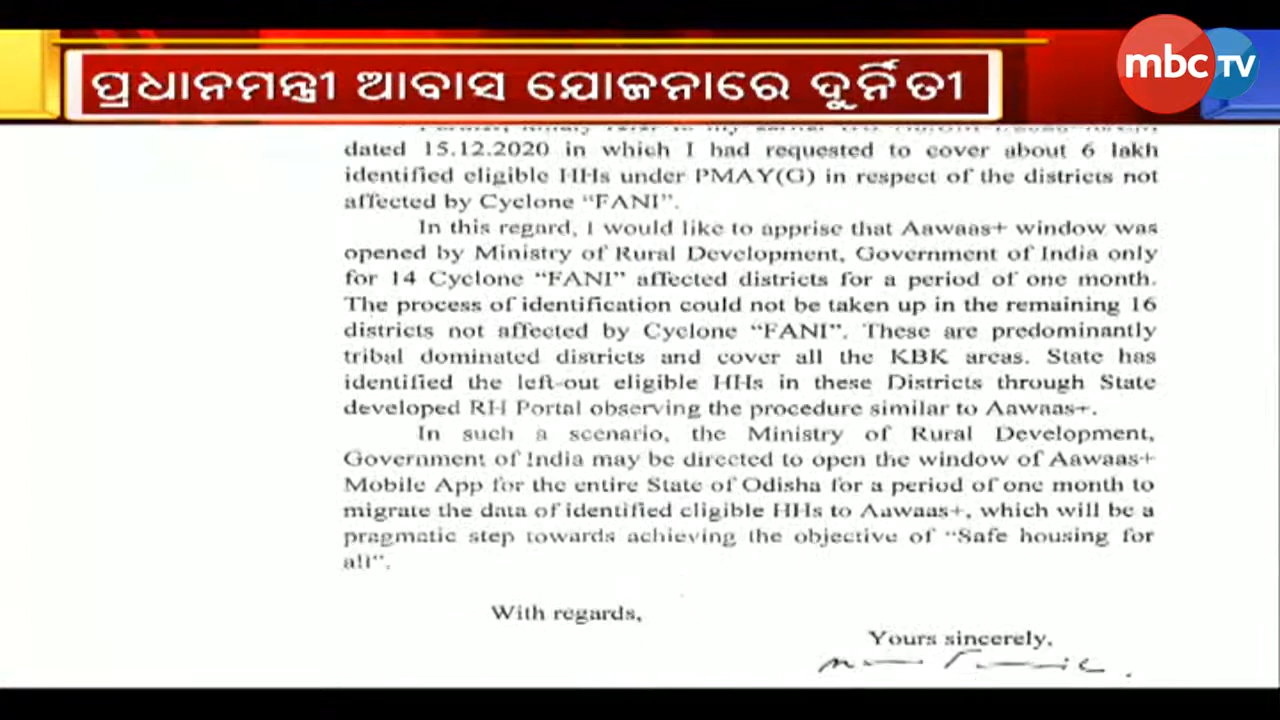 ପ୍ରଧାନମନ୍ତ୍ରୀ ଆବାସ ଯୋଜନାରେ ଦୁର୍ନିତୀ
mbc TV
dated 15.12.2020 in which I had requested to cover about 6 lakh
identified eligible HHs under PMAY(G) in respect of the districts not
affected by Cyclone “FANI”.
In this regard, I would like to apprise that Aawaas+ window was
opened by Ministry of Rural Development, Government of India only
for 14 Cyclone “FANI” affected districts for a period of one month.
The process of identification could not be taken up in the remaining 16
districts not affected by Cyclone “FANI”. These are predominantly
tribal dominated districts and cover all the KBK areas. State has
identified the left-out eligible HHs in these Districts through State
developed RH Portal observing the procedure similar to Aawaas+.
In such a scenario, the Ministry of Rural Development,
Government of India may be directed to open the window of Aawaas+
Mobile App for the entire State of Odisha for a period of one month to
migrate the data of identified eligible HHs to Aawaas+, which will be a
pragmatic step towards achieving the objective of “Safe housing for
all”.
With regards,
Yours sincerely,